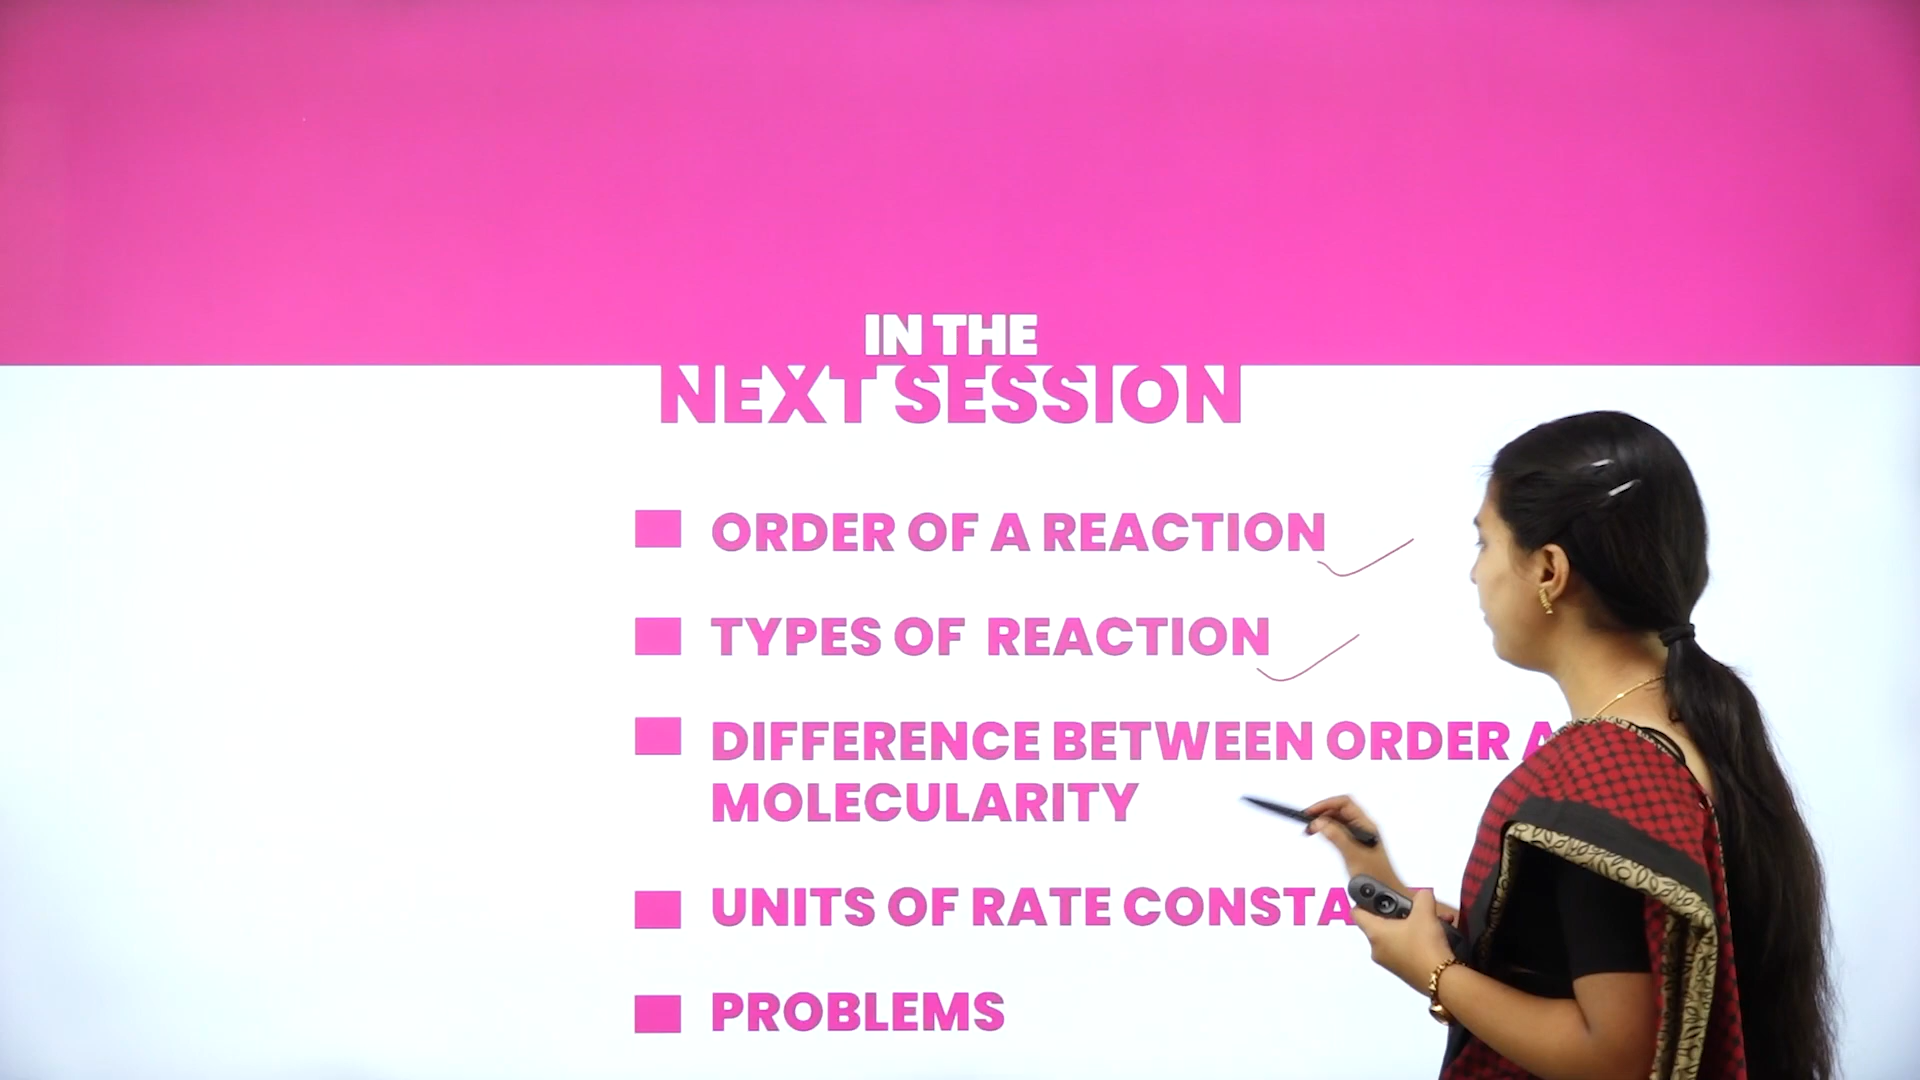 IN THE
NEXT SESSION
ORDER OF A REACTION
TYPES OF REACTION
DIFFERENCE BETWEEN ORDER
MOLECULARITY
UNITS OF RATE
PROBLEMS